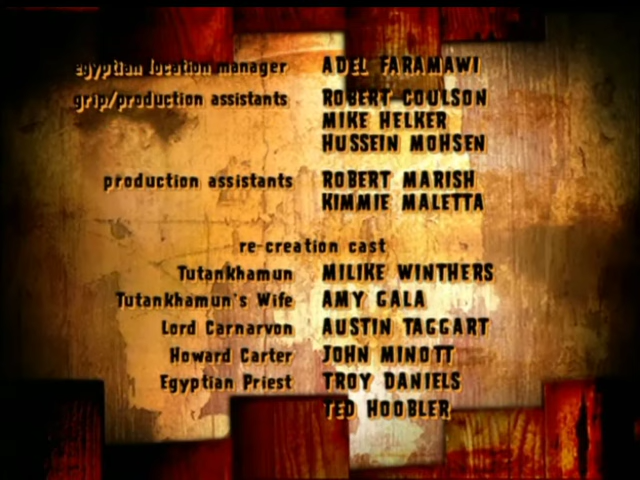 egyptian location manager ADEL FARAMAWI
grip/production assistants ROBERT COULSON
MIKE HELKER
HUSSEIN MOHSEN
production assistants ROBERT MARISH
KIMMIE MALETTA
re-creation cast
Tutankhamun MILIKE WINTHERS
Tutankhamun's Wife AMY GALA
Lord Carnarvon AUSTIN TAGGART
Howard Carter JOHN MINOTT
Egyptian Priest TROY DANIELS
TED HOOBLER